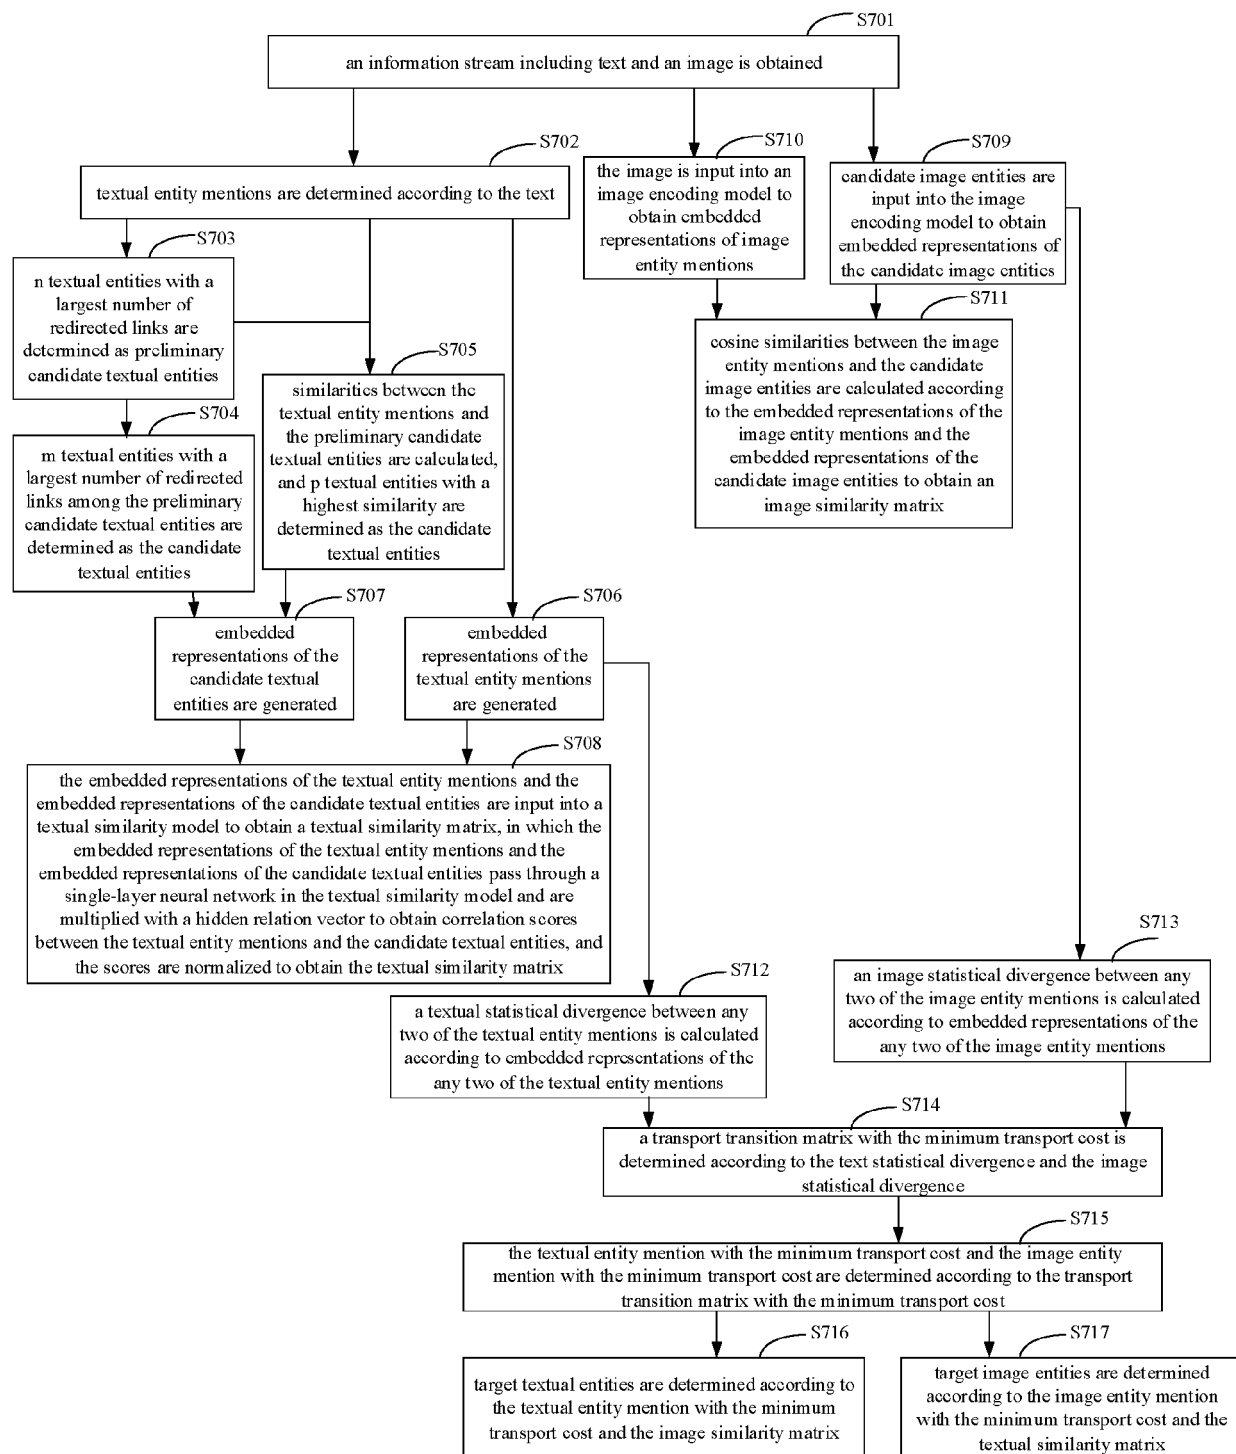 S701
an information stream including text and an image is obtained
S702
textual entity mentions are determined according to the text
S710
the image is input into an
image encoding model to
obtain embedded
representations of image
entity mentions
S709
candidate image entities are
input into the image
encoding model to obtain
embedded representations of
the candidate image entities
S703
n textual entities with a
largest number of
redirected links are
determined as preliminary
candidate textual entities
S711
cosine similarities between the image
entity mentions and the candidate
image entities are calculated according
to the embedded representations of the
image entity mentions and the
embedded representations of the
candidate image entities to obtain an
image similarity matrix
S705
similarities between the
textual entity mentions and
the preliminary candidate
textual entities are calculated,
and p textual entities with a
highest similarity are
determined as the candidate
textual entities
S704
m textual entities with a
largest number of redirected
links among the preliminary
candidate textual entities are
determined as the candidate
textual entities
S707
embedded
representations of the
candidate textual
entities are generated
S706
embedded
representations of the
textual entity mentions
are generated
S708
the embedded representations of the textual entity mentions and the
embedded representations of the candidate textual entities are input into a
textual similarity model to obtain a textual similarity matrix, in which the
embedded representations of the textual entity mentions and the
embedded representations of the candidate textual entities pass through a
single-layer neural network in the textual similarity model and are
multiplied with a hidden relation vector to obtain correlation scores
between the textual entity mentions and the candidate textual entities, and
the scores are normalized to obtain the textual similarity matrix
S712
a textual statistical divergence between any
two of the textual entity mentions is calculated
according to embedded representations of the
any two of the textual entity mentions
S713
an image statistical divergence between any
two of the image entity mentions is calculated
according to embedded representations of the
any two of the image entity mentions
S714
a transport transition matrix with the minimum transport cost is
determined according to the text statistical divergence and the image
statistical divergence
S715
the textual entity mention with the minimum transport cost and the image entity
mention with the minimum transport cost are determined according to the transport
transition matrix with the minimum transport cost
S716
target textual entities are determined according to
the textual entity mention with the minimum
transport cost and the image similarity matrix
S717
target image entities are determined
according to the image entity mention
with the minimum transport cost and the
textual similarity matrix